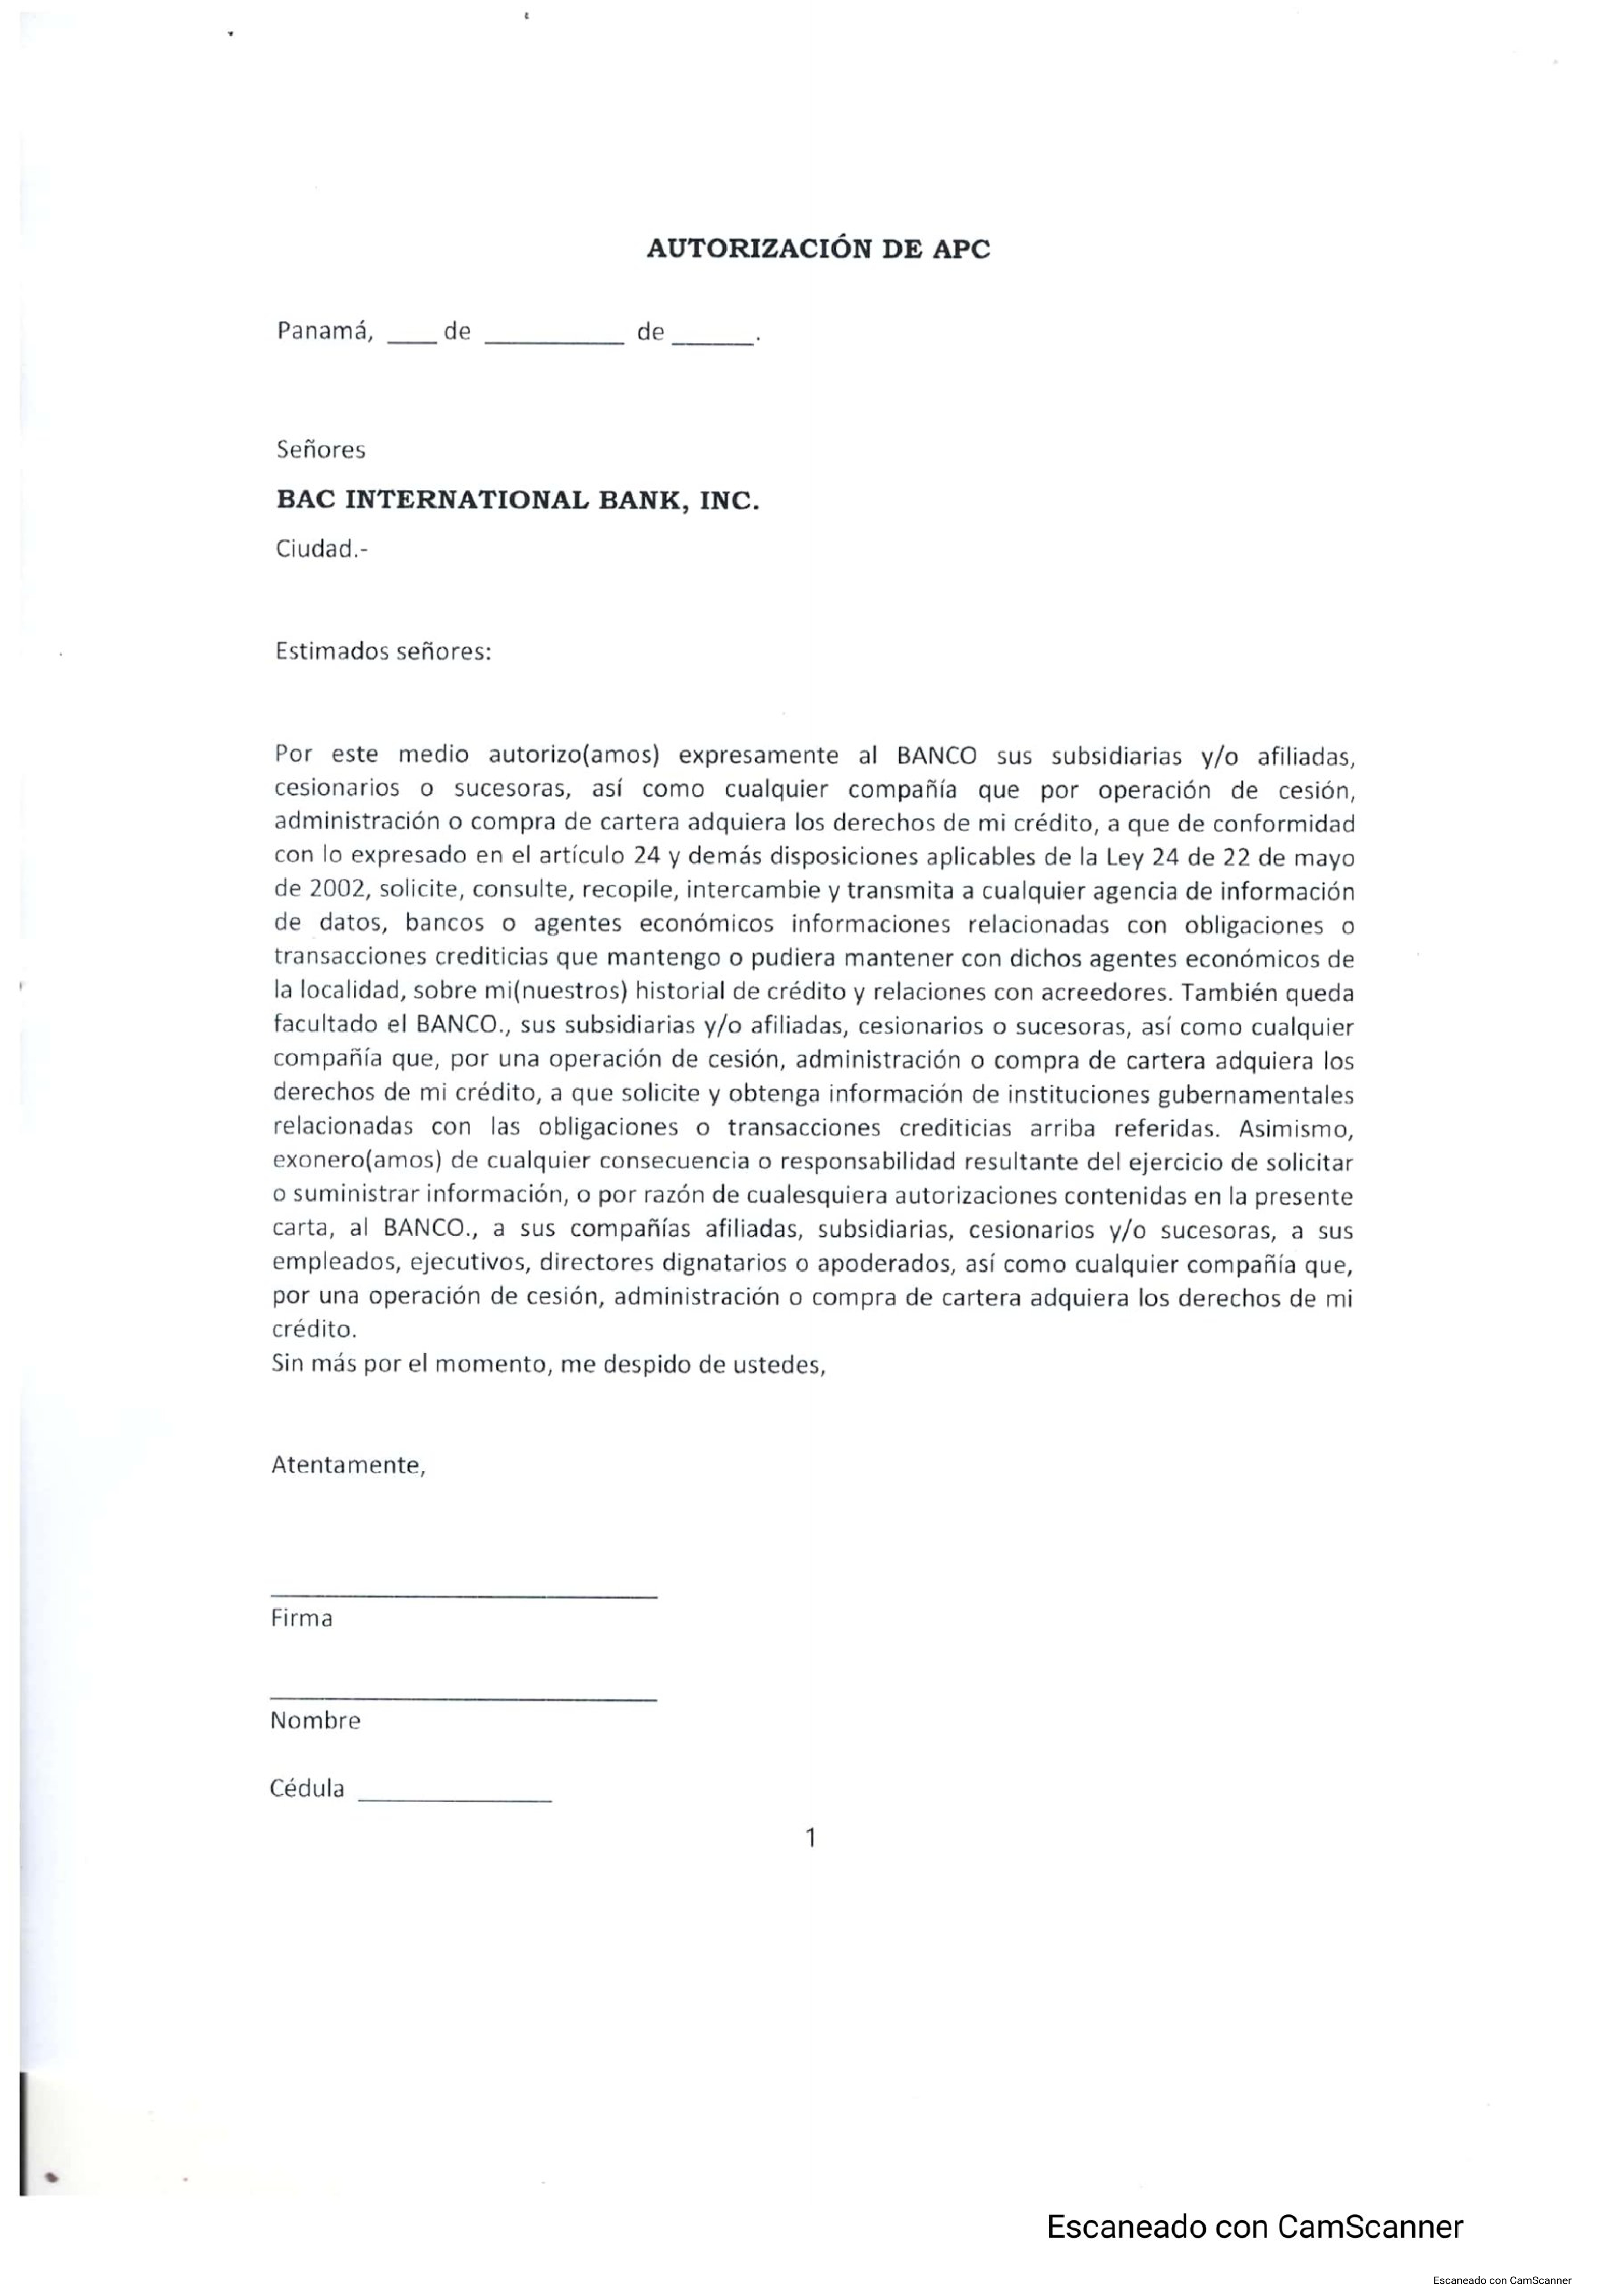 AUTORIZACIÓN DE APC
Panamá, ____ de ___________ de ______.
Señores
BAC INTERNATIONAL BANK, INC.
Ciudad.-
Estimados señores:
Por este medio autorizo(amos) expresamente al BANCO sus subsidiarias y/o afiliadas,
cesionarios o sucesoras, así como cualquier compañía que por operación de cesión,
administración o compra de cartera adquiera los derechos de mi crédito, a que de conformidad
con lo expresado en el artículo 24 y demás disposiciones aplicables de la Ley 24 de 22 de mayo
de 2002, solicite, consulte, recopile, intercambie y transmita a cualquier agencia de información
de datos, bancos o agentes económicos informaciones relacionadas con obligaciones o
transacciones crediticias que mantengo o pudiera mantener con dichos agentes económicos de
la localidad, sobre mi(nuestros) historial de crédito y relaciones con acreedores. También queda
facultado el BANCO., sus subsidiarias y/o afiliadas, cesionarios o sucesoras, así como cualquier
compañía que, por una operación de cesión, administración o compra de cartera adquiera los
derechos de mi crédito, a que solicite y obtenga información de instituciones gubernamentales
relacionadas con las obligaciones o transacciones crediticias arriba referidas. Asimismo,
exonero(amos) de cualquier consecuencia o responsabilidad resultante del ejercicio de solicitar
o suministrar información, o por razón de cualesquiera autorizaciones contenidas en la presente
carta, al BANCO., a sus compañías afiliadas, subsidiarias, cesionarios y/o sucesoras, a sus
empleados, ejecutivos, directores dignatarios o apoderados, así como cualquier compañía que,
por una operación de cesión, administración o compra de cartera adquiera los derechos de mi
crédito.
Sin más por el momento, me despido de ustedes,
Atentamente,
Firma
Nombre
Cédula _______________
1
Escaneado con CamScanner
Escaneado con CamScanner